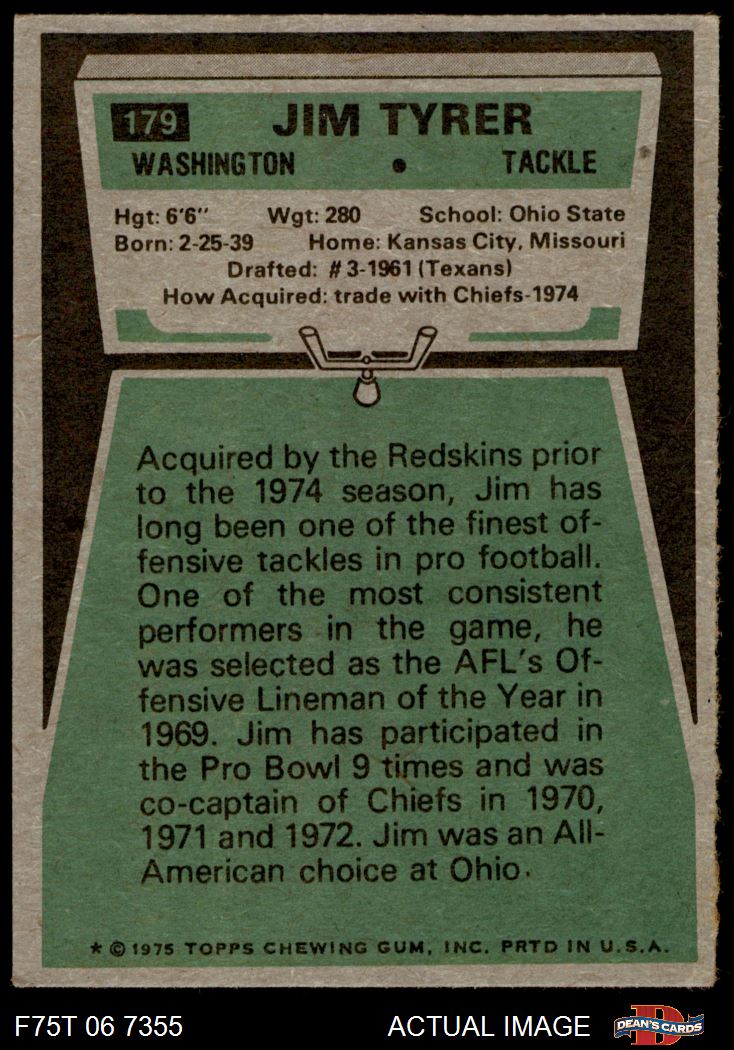 179 JIM TYRER
WASHINGTON • TACKLE
Hgt: 6'6" Wgt: 280 School: Ohio State
Born: 2-25-39 Home: Kansas City, Missouri
Drafted: #3-1961 (Texans)
How Acquired: trade with Chiefs-1974
Acquired by the Redskins prior
to the 1974 season, Jim has
long been one of the finest of-
fensive tackles in pro football.
One of the most consistent
performers in the game, he
was selected as the AFL's Of-
fensive Lineman of the Year in
1969. Jim has participated in
the Pro Bowl 9 times and was
co-captain of Chiefs in 1970,
1971 and 1972. Jim was an All-
American choice at Ohio.
* © 1975 TOPPS CHEWING GUM, INC. PRTD IN U.S.A.
F75T 06 7355 ACTUAL IMAGE D DEAN'S CARDS